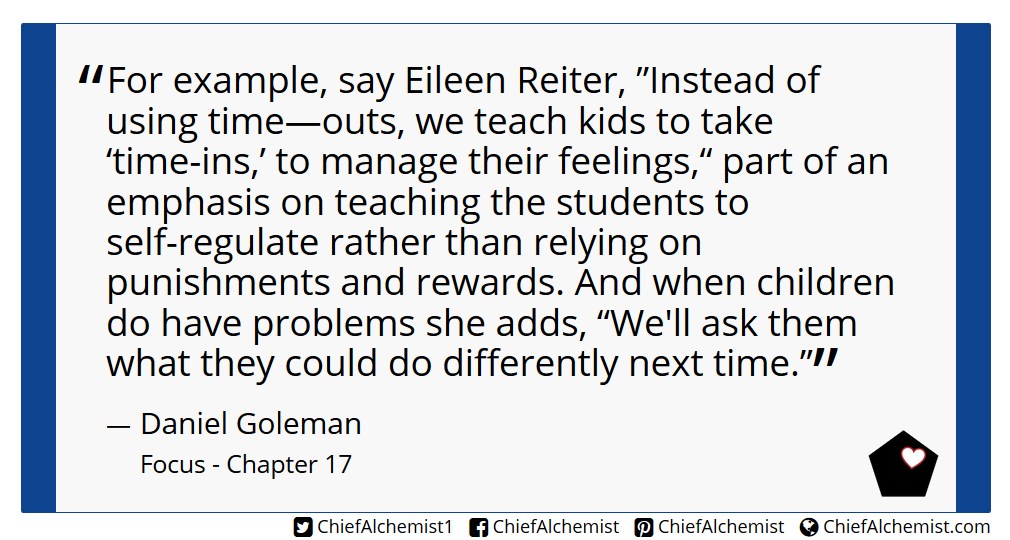 “For example, say Eileen Reiter, ”Instead of
using time—outs, we teach kids to take
‘time-ins,’ to manage their feelings,“ part of an
emphasis on teaching the students to
self-regulate rather than relying on
punishments and rewards. And when children
do have problems she adds, “We'll ask them
what they could do differently next time.””
— Daniel Goleman
Focus - Chapter 17
ChiefAlchemist1 ChiefAlchemist ChiefAlchemist ChiefAlchemist.com